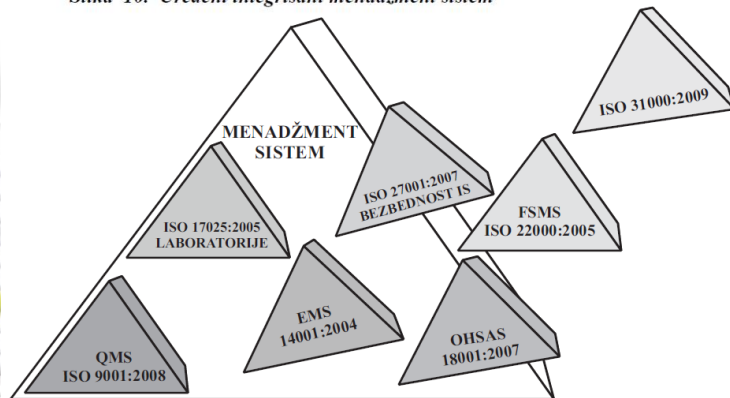 ISO 31000:2009
MENADŽMENT
SISTEM
ISO 27001:2007
BEZBEDNOST IS
ISO 17025:2005
LABORATORIJE
FSMS
ISO 22000:2005
EMS
14001:2004
OHSAS
18001:2007
QMS
ISO 9001:2008